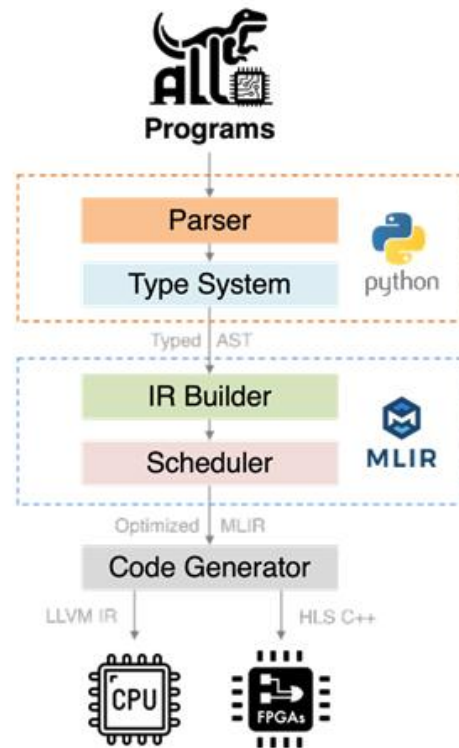 ALLO
Programs
Parser
Type System
python
Typed AST
IR Builder
Scheduler
MLIR
Optimized MLIR
Code Generator
LLVM IR HLS C++
CPU FPGAs